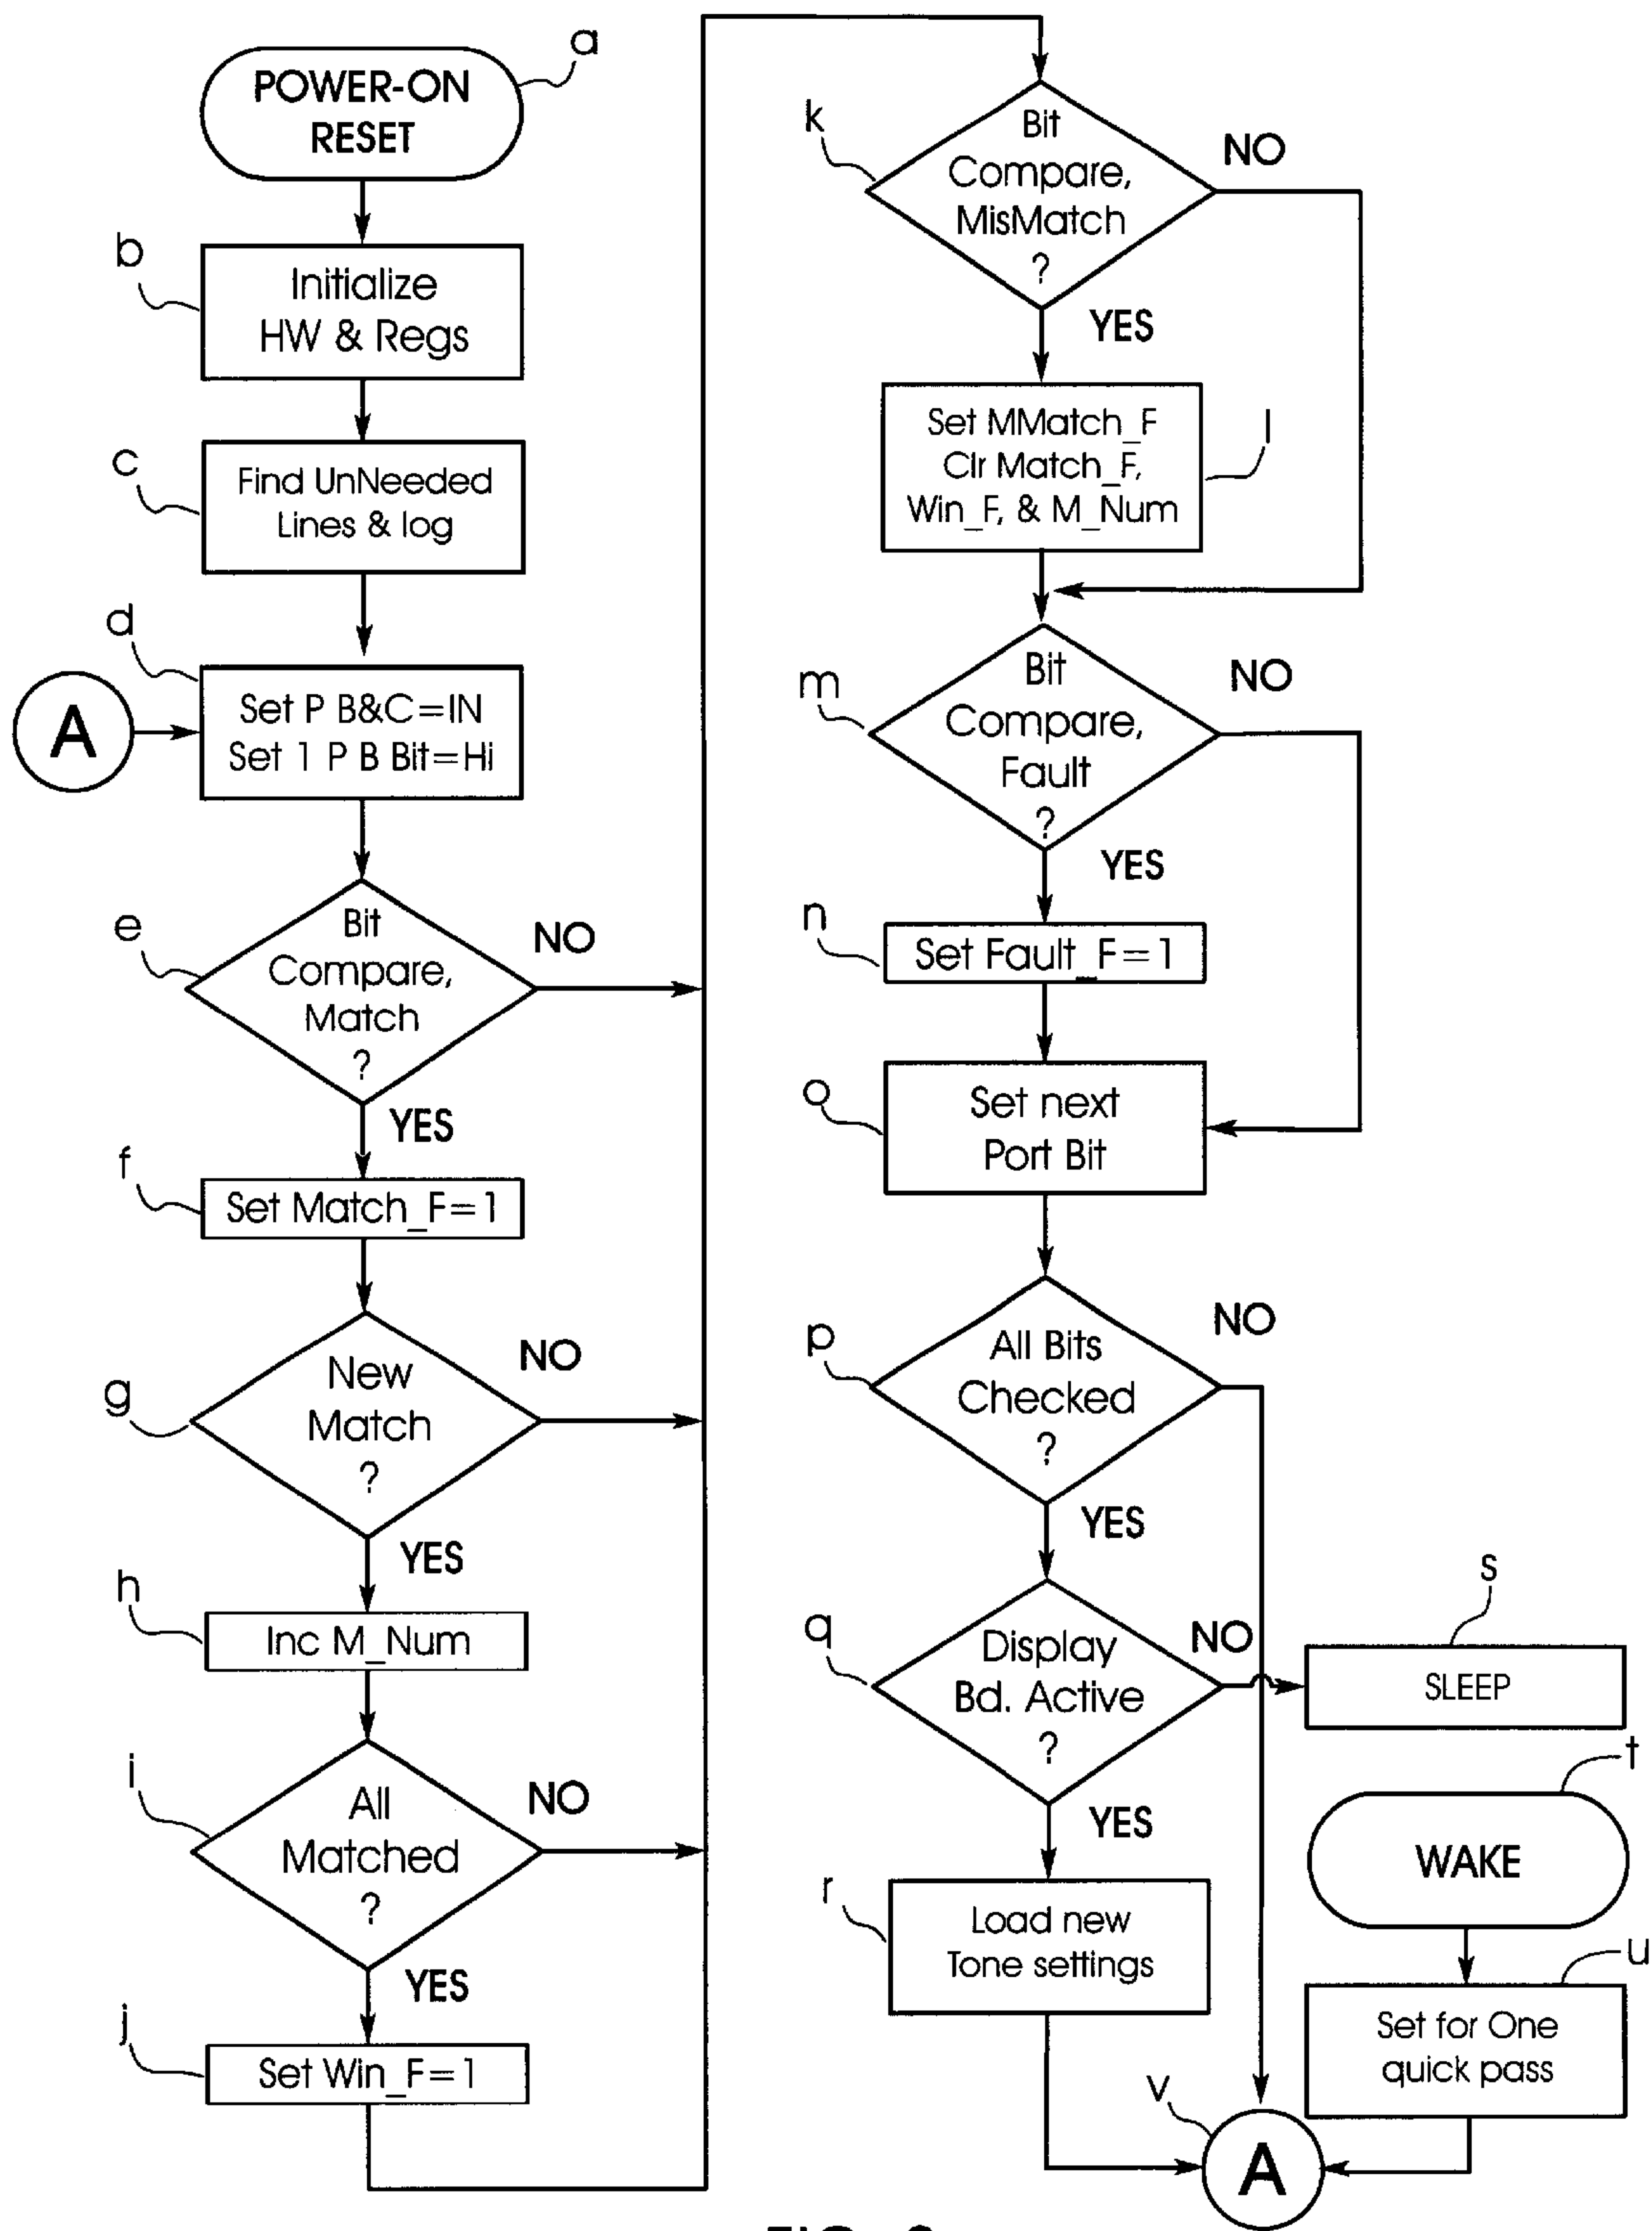 a
POWER-ON
RESET
b
Initialize
HW & Regs
c
Find UnNeeded
Lines & log
d
A
Set P B&C=IN
Set 1 P B Bit=Hi
e
Bit
Compare,
Match
?
NO
YES
f
Set Match_F=1
g
New
Match
?
NO
YES
h
Inc M_Num
i
All
Matched
?
NO
YES
j
Set Win_F=1
k
Bit
Compare,
MisMatch
?
NO
YES
l
Set MMatch_F
Clr Match_F,
Win_F, & M_Num
m
Bit
Compare,
Fault
?
NO
YES
n
Set Fault_F=1
o
Set next
Port Bit
p
All Bits
Checked
?
NO
YES
q
Display
Bd. Active
?
NO
YES
r
Load new
Tone settings
s
SLEEP
t
WAKE
u
Set for One
quick pass
v
A